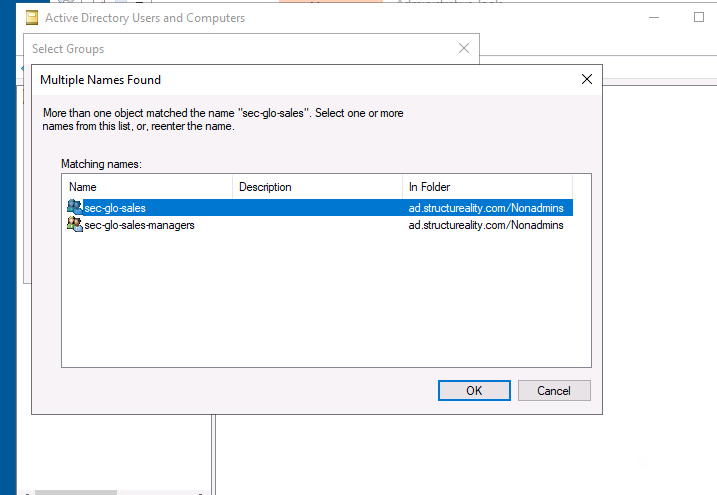 Active Directory Users and Computers
Select Groups
Multiple Names Found
More than one object matched the name "sec-glo-sales". Select one or more
names from this list, or, reenter the name.
Matching names:
Name Description In Folder
sec-glo-sales ad.structureality.com/Nonadmins
sec-glo-sales-managers ad.structureality.com/Nonadmins
OK Cancel